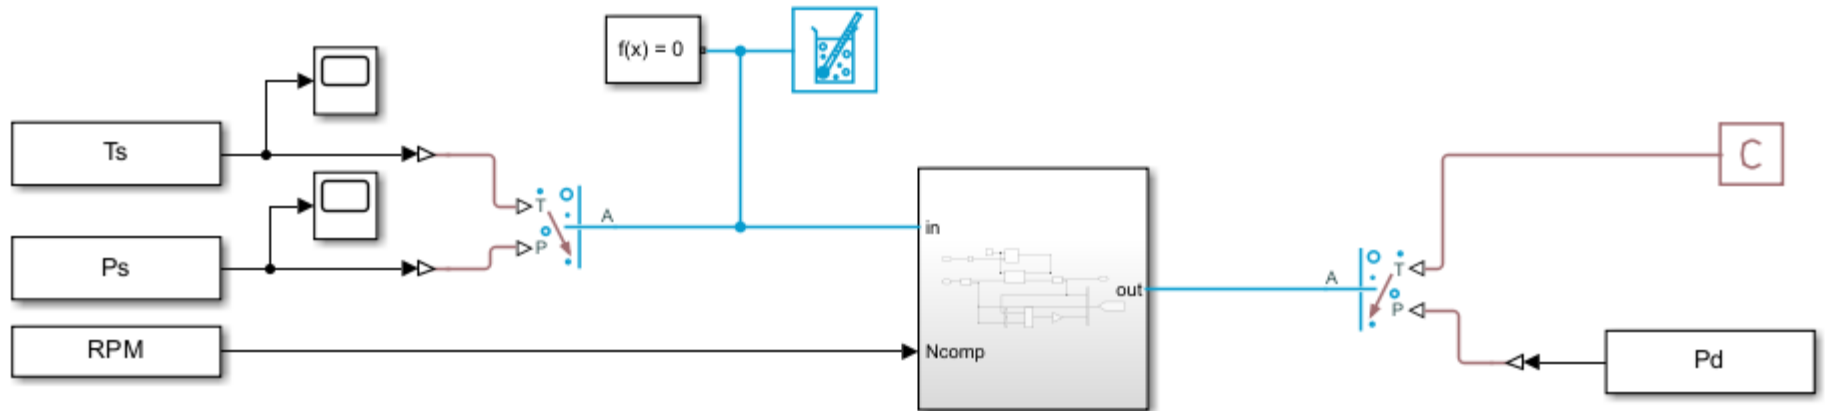 f(x) = 0
Ts
C
T
A
P
in
Ps
T
A
out
P
RPM
Ncomp
Pd